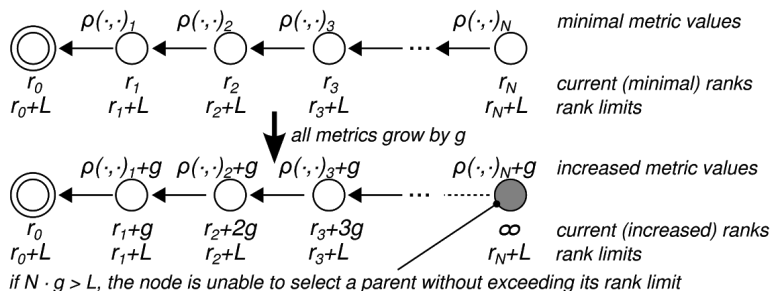 ρ(·,·)₁ ρ(·,·)₂ ρ(·,·)₃ ρ(·,·)N minimal metric values
...
r₀ r₁ r₂ r₃ rN current (minimal) ranks
r₀+L r₁+L r₂+L r₃+L rN+L rank limits
all metrics grow by g
ρ(·,·)₁+g ρ(·,·)₂+g ρ(·,·)₃+g ρ(·,·)N+g increased metric values
...
r₀ r₁+g r₂+2g r₃+3g ∞ current (increased) ranks
r₀+L r₁+L r₂+L r₃+L rN+L rank limits
if N · g > L, the node is unable to select a parent without exceeding its rank limit